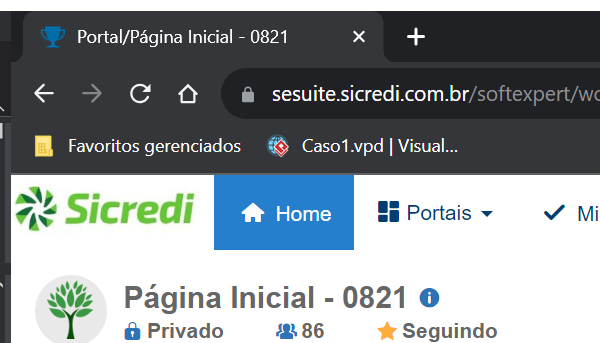 Portal/Página Inicial - 0821
sesuite.sicredi.com.br/softexpert/wo
Favoritos gerenciados Caso1.vpd | Visual...
Sicredi Home Portais Mi
Página Inicial - 0821
Privado 86 Seguindo